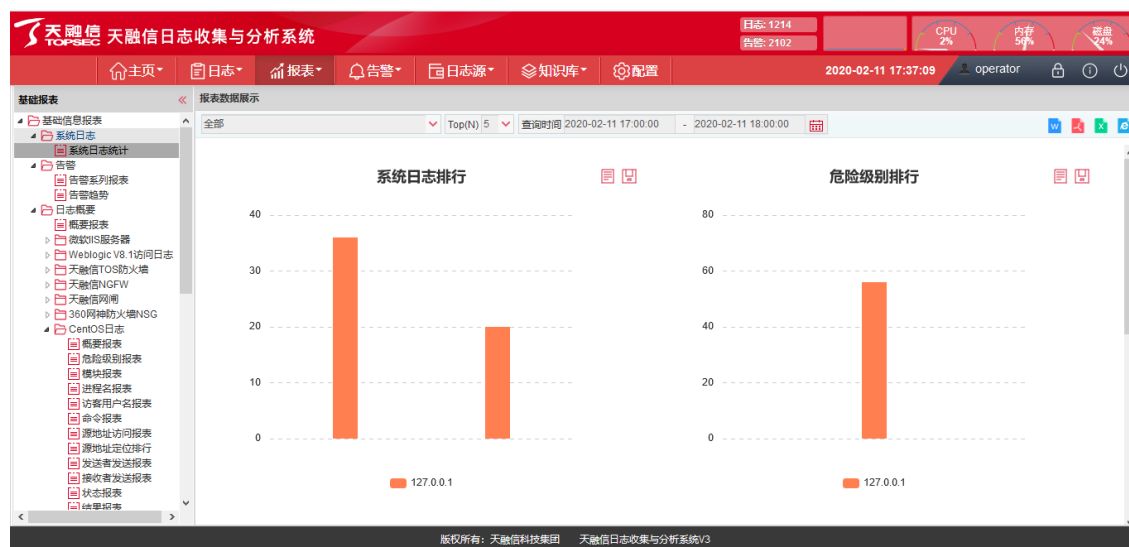 天融信 TOPSEC 天融信日志收集与分析系统
日志: 1214
告警: 2102
CPU 2%
内存 56%
磁盘 24%
主页 日志 报表 告警 日志源 知识库 配置 2020-02-11 17:37:09 operator
基础报表
基础信息报表
系统日志
系统日志统计
告警
告警系列报表
告警趋势
日志概要
概要报表
微软IIS服务器
Weblogic V8.1访问日志
天融信TOS防火墙
天融信NGFW
天融信网闸
360网神防火墙NSG
CentOS日志
概要报表
危险级别报表
模块报表
进程名报表
访客用户名报表
命令报表
源地址访问报表
源地址定位排行
发送者发送报表
接收者发送报表
状态报表
结果报表
报表数据展示
全部 Top(N) 5 查询时间 2020-02-11 17:00:00 - 2020-02-11 18:00:00
系统日志排行
40
30
20
10
0
127.0.0.1
危险级别排行
80
60
40
20
0
127.0.0.1
版权所有: 天融信科技集团 天融信日志收集与分析系统V3